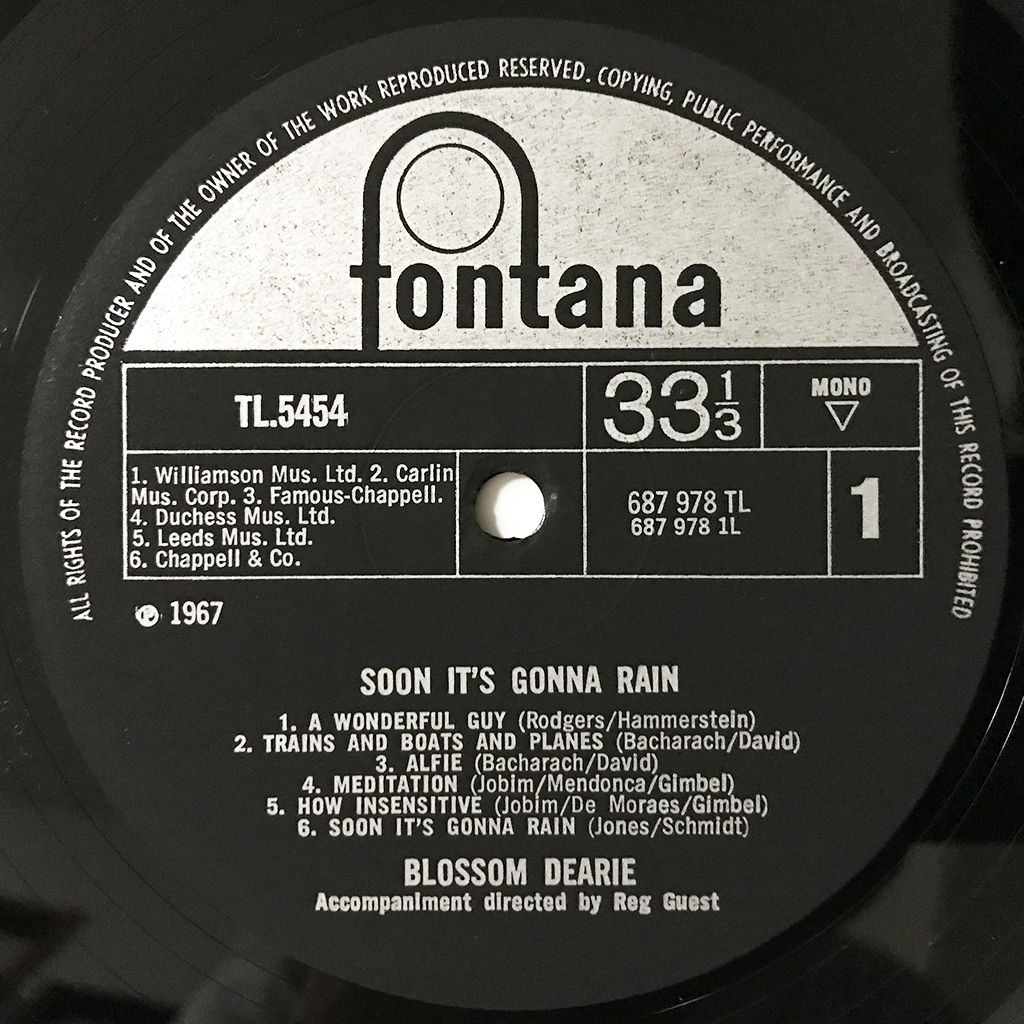 ALL RIGHTS OF THE RECORD PRODUCER AND OF THE OWNER OF THE WORK REPRODUCED RESERVED. COPYING, PUBLIC PERFORMANCE AND BROADCASTING OF THIS RECORD PROHIBITED
fontana
TL.5454
33 1/3
MONO
1. Williamson Mus. Ltd. 2. Carlin
Mus. Corp. 3. Famous-Chappell.
4. Duchess Mus. Ltd.
5. Leeds Mus. Ltd.
6. Chappell & Co.
687 978 TL
687 978 1L
1
℗ 1967
SOON IT'S GONNA RAIN
1. A WONDERFUL GUY (Rodgers/Hammerstein)
2. TRAINS AND BOATS AND PLANES (Bacharach/David)
3. ALFIE (Bacharach/David)
4. MEDITATION (Jobim/Mendonca/Gimbel)
5. HOW INSENSITIVE (Jobim/De Moraes/Gimbel)
6. SOON IT'S GONNA RAIN (Jones/Schmidt)
BLOSSOM DEARIE
Accompaniment directed by Reg Guest